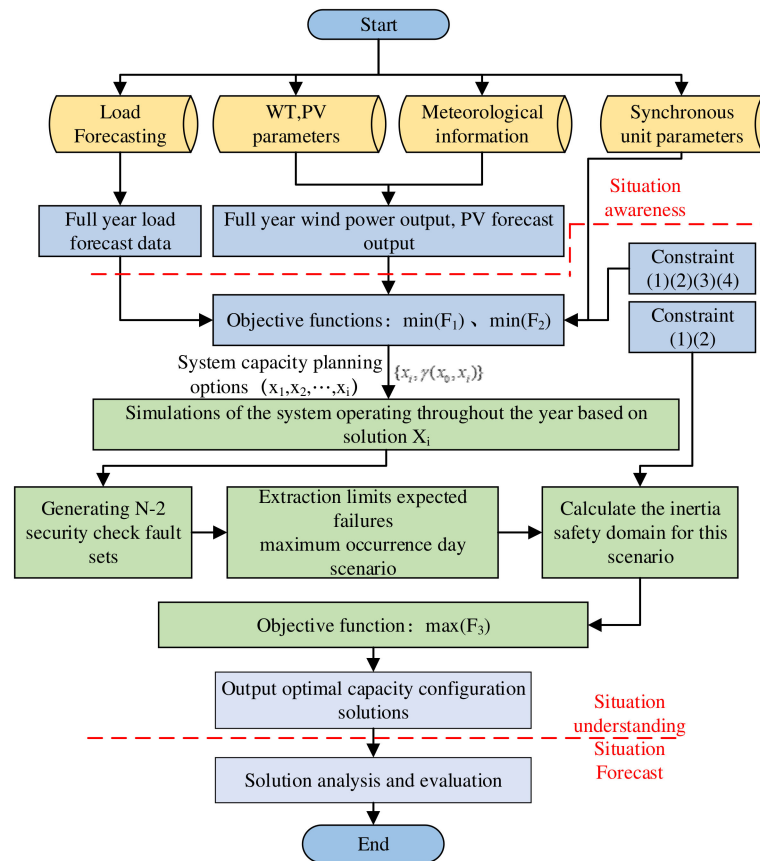 Start
Load
Forecasting
WT,PV
parameters
Meteorological
information
Synchronous
unit parameters
Situation
awareness
Full year load
forecast data
Full year wind power output, PV forecast
output
Constraint
(1)(2)(3)(4)
Objective functions：min(F₁) 、min(F₂)
Constraint
(1)(2)
System capacity planning
options（x₁,x₂,⋯,xᵢ）
{xᵢ,γ(x₀,xᵢ)}
Simulations of the system operating throughout the year based on
solution Xᵢ
Generating N-2
security check fault
sets
Extraction limits expected
failures
maximum occurrence day
scenario
Calculate the inertia
safety domain for this
scenario
Objective function：max(F₃)
Output optimal capacity configuration
solutions
Situation
understanding
Situation
Forecast
Solution analysis and evaluation
End